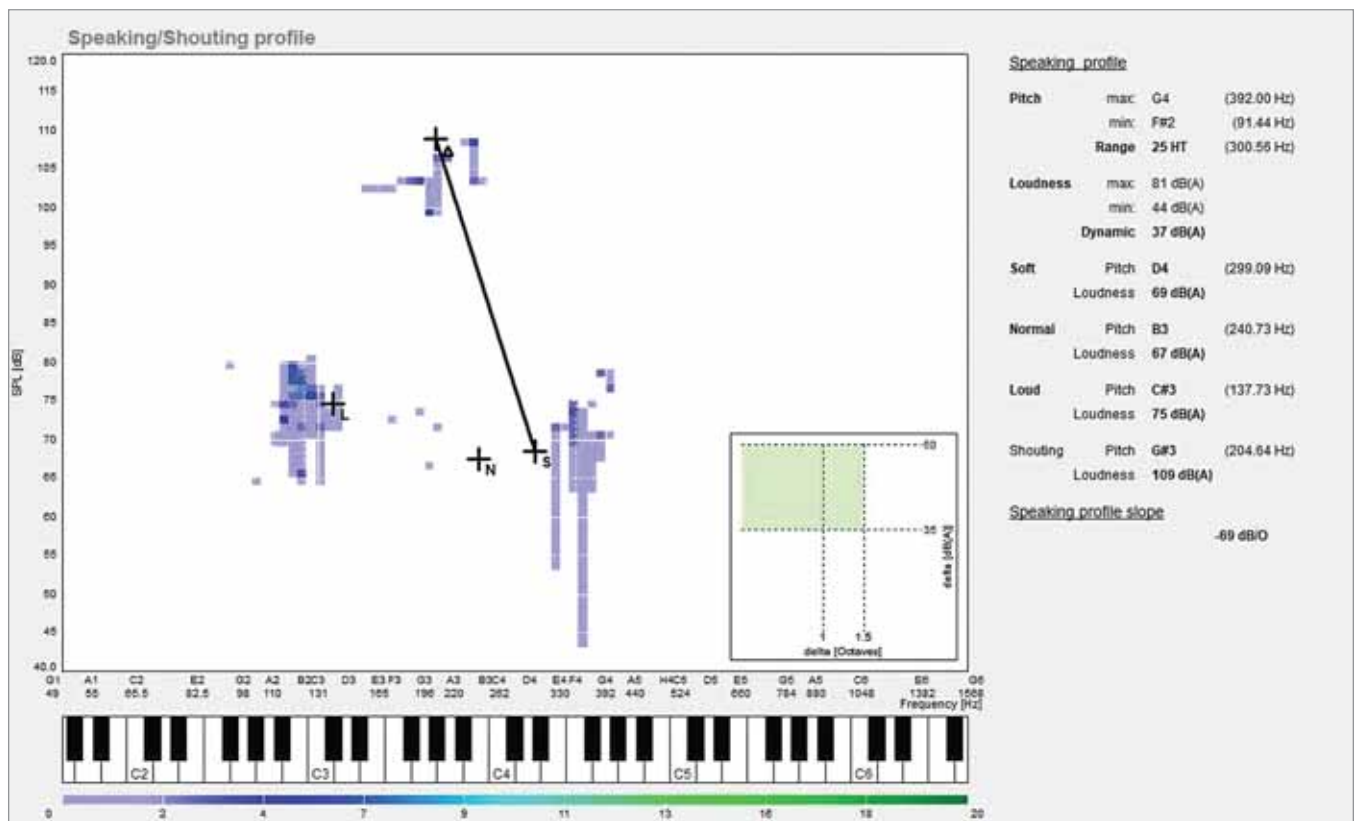 Speaking/Shouting profile
120.0
115
110
105
100
95
90
85
80
75
70
65
60
55
50
45
40.0
SPL [dB]
L
N
S
60
35
delta [dB(A)]
1 1.5
delta [Octaves]
G1 A1 C2 E2 G2 A2 B2C3 D3 E3 F3 G3 A3 B3C4 D4 E4 F4 G4 A5 H4C5 D5 E5 G5 A5 C6 E6 G6
49 55 65.5 82.5 98 110 131 165 196 220 262 330 392 440 524 660 784 880 1048 1382 1568
Frequency [Hz]
C2 C3 C4 C5 C6
0 2 4 7 9 11 13 16 18 20
Speaking profile
Pitch max: G4 (392.00 Hz)
min: F#2 (91.44 Hz)
Range 25 HT (300.56 Hz)
Loudness max: 81 dB(A)
min: 44 dB(A)
Dynamic 37 dB(A)
Soft Pitch D4 (299.09 Hz)
Loudness 69 dB(A)
Normal Pitch B3 (240.73 Hz)
Loudness 67 dB(A)
Loud Pitch C#3 (137.73 Hz)
Loudness 75 dB(A)
Shouting Pitch G#3 (204.64 Hz)
Loudness 109 dB(A)
Speaking profile slope
-69 dB/O